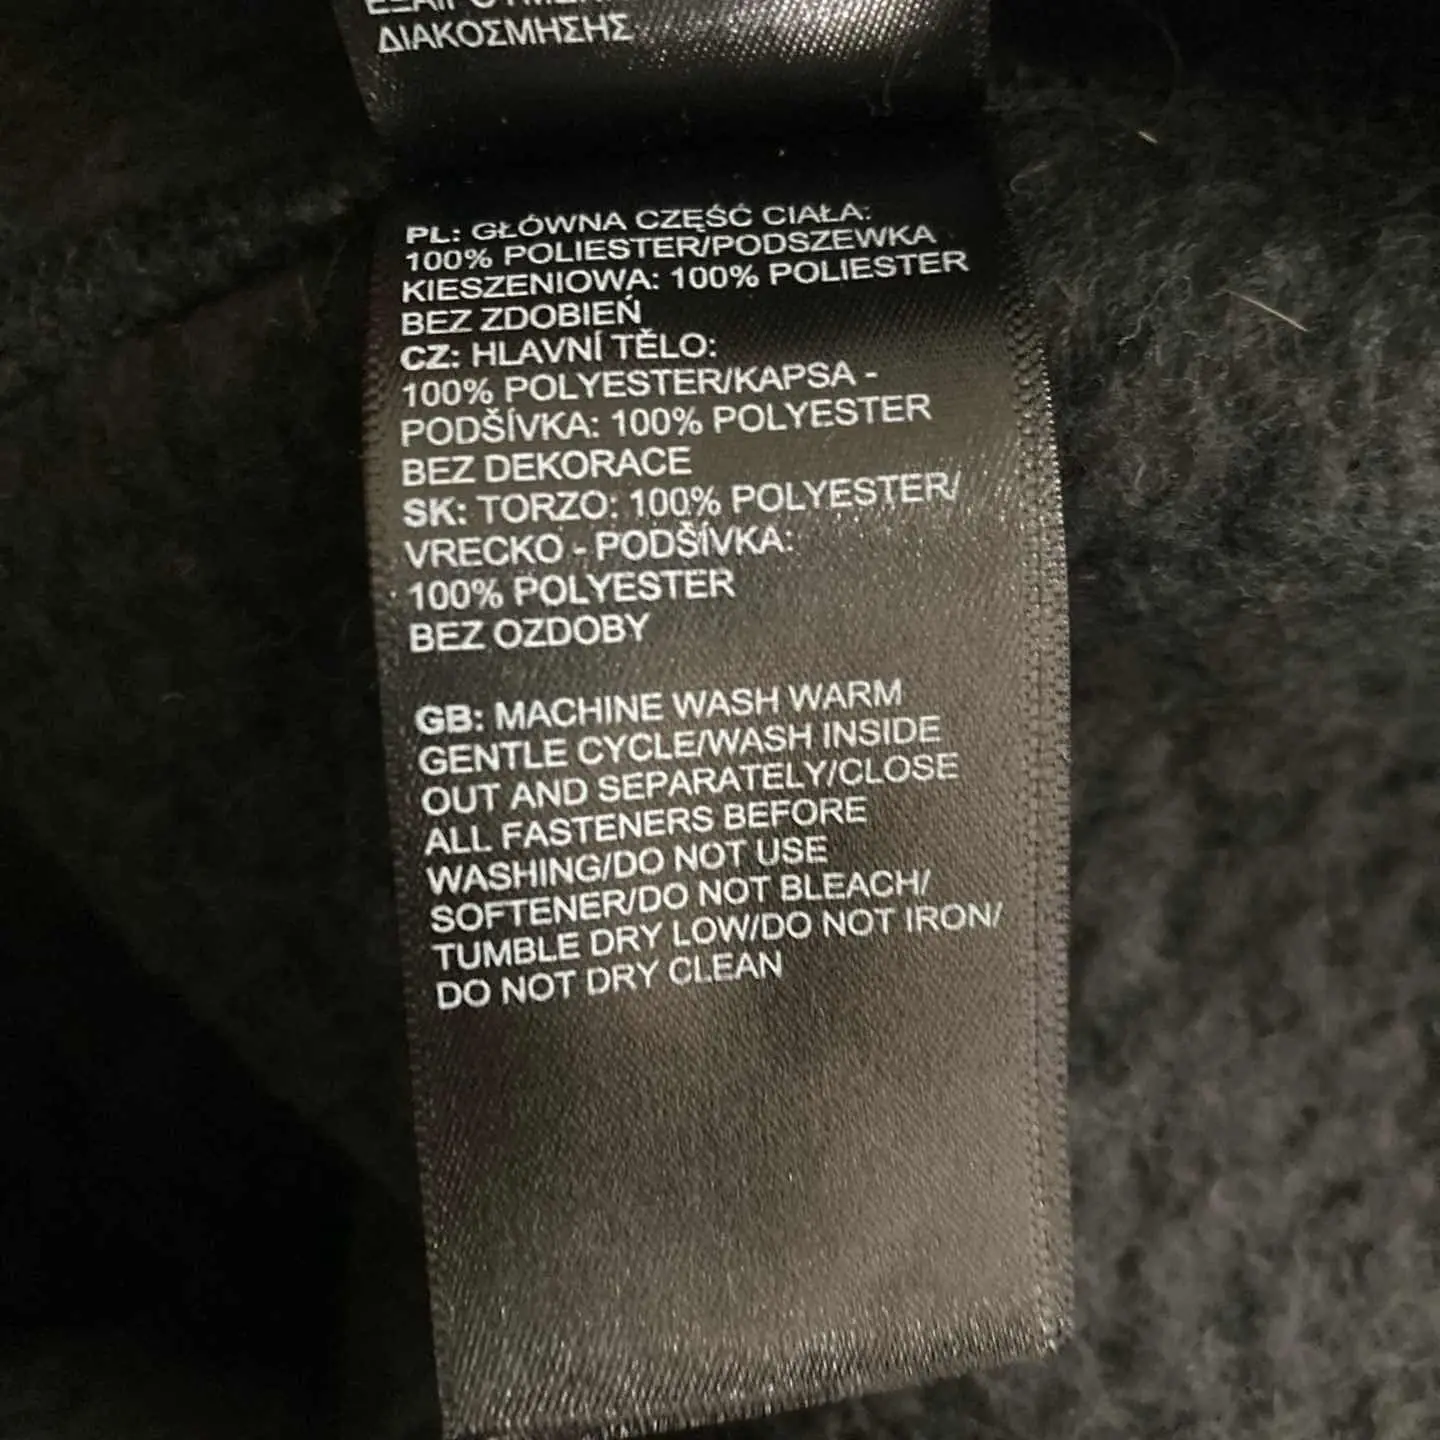 ΔΙΑΚΟΣΜΗΣΗΣ
PL: GŁÓWNA CZĘŚĆ CIAŁA:
100% POLIESTER/PODSZEWKA
KIESZENIOWA: 100% POLIESTER
BEZ ZDOBIEŃ
CZ: HLAVNÍ TĚLO:
100% POLYESTER/KAPSA -
PODŠÍVKA: 100% POLYESTER
BEZ DEKORACE
SK: TORZO: 100% POLYESTER/
VRECKO - PODŠÍVKA:
100% POLYESTER
BEZ OZDOBY
GB: MACHINE WASH WARM
GENTLE CYCLE/WASH INSIDE
OUT AND SEPARATELY/CLOSE
ALL FASTENERS BEFORE
WASHING/DO NOT USE
SOFTENER/DO NOT BLEACH/
TUMBLE DRY LOW/DO NOT IRON/
DO NOT DRY CLEAN